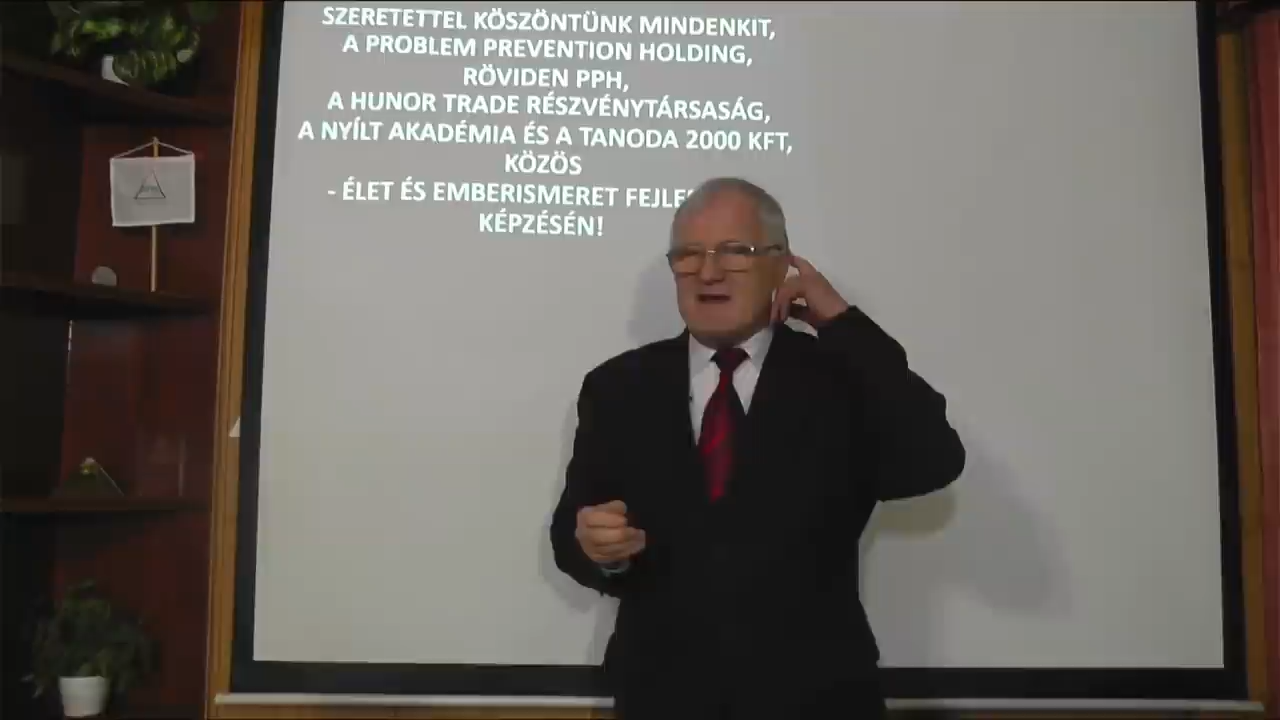 SZERETETTEL KÖSZÖNTÜNK MINDENKIT,
A PROBLEM PREVENTION HOLDING,
RÖVIDEN PPH,
A HUNOR TRADE RÉSZVÉNYTÁRSASÁG,
A NYÍLT AKADÉMIA ÉS A TANODA 2000 KFT,
KÖZÖS
- ÉLET ÉS EMBERISMERET
KÉPZÉSÉN!